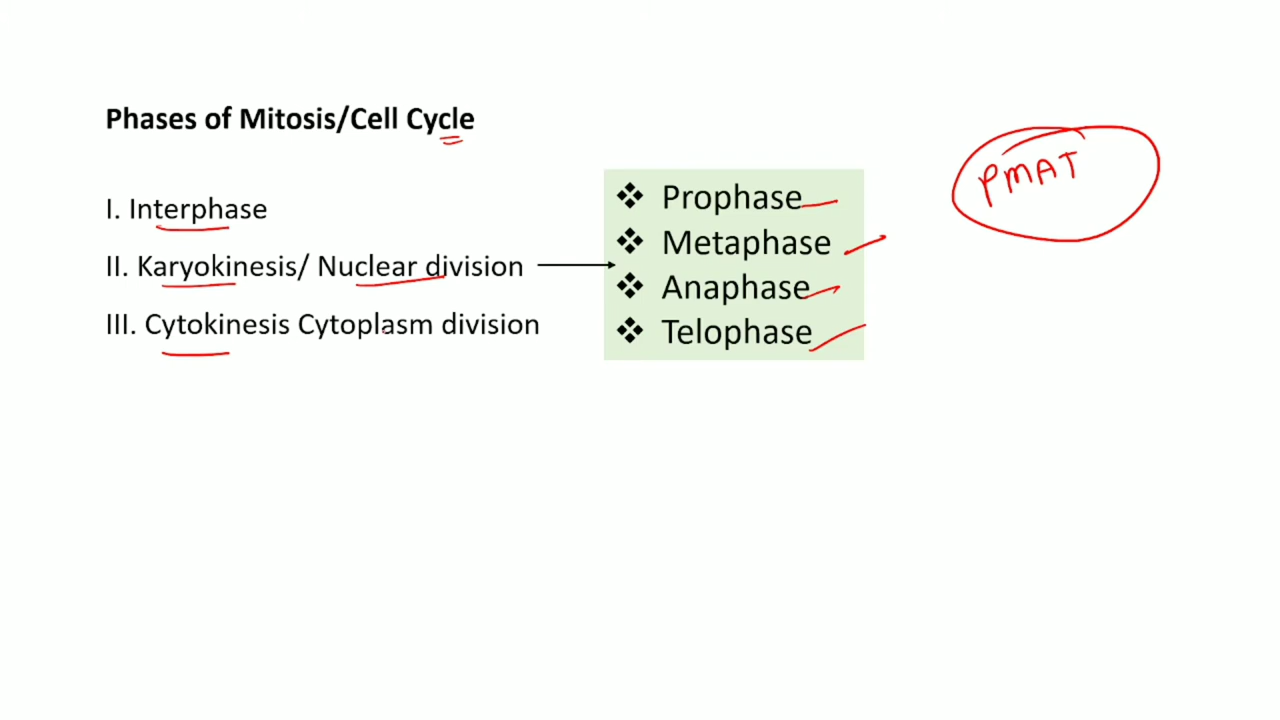 Phases of Mitosis/Cell Cycle
I. Interphase
II. Karyokinesis/ Nuclear division
III. Cytokinesis Cytoplasm division
❖ Prophase
❖ Metaphase
❖ Anaphase
❖ Telophase
PMAT